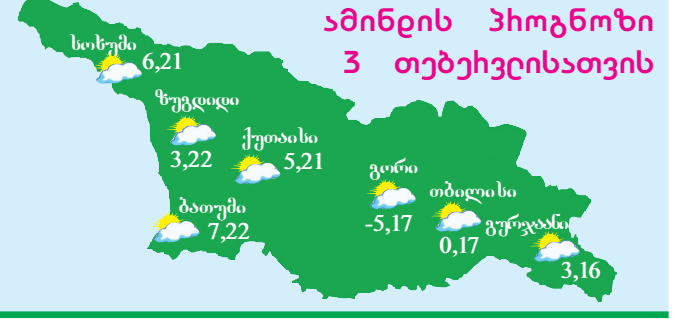 ამინდის პროგნოზი
3 თებერვლისათვის
სოხუმი
6,21
ზუგდიდი
3,22
ქუთაისი
5,21
გორი
-5,17
თბილისი
0,17
ბათუმი
7,22
გურჯაანი
3,16